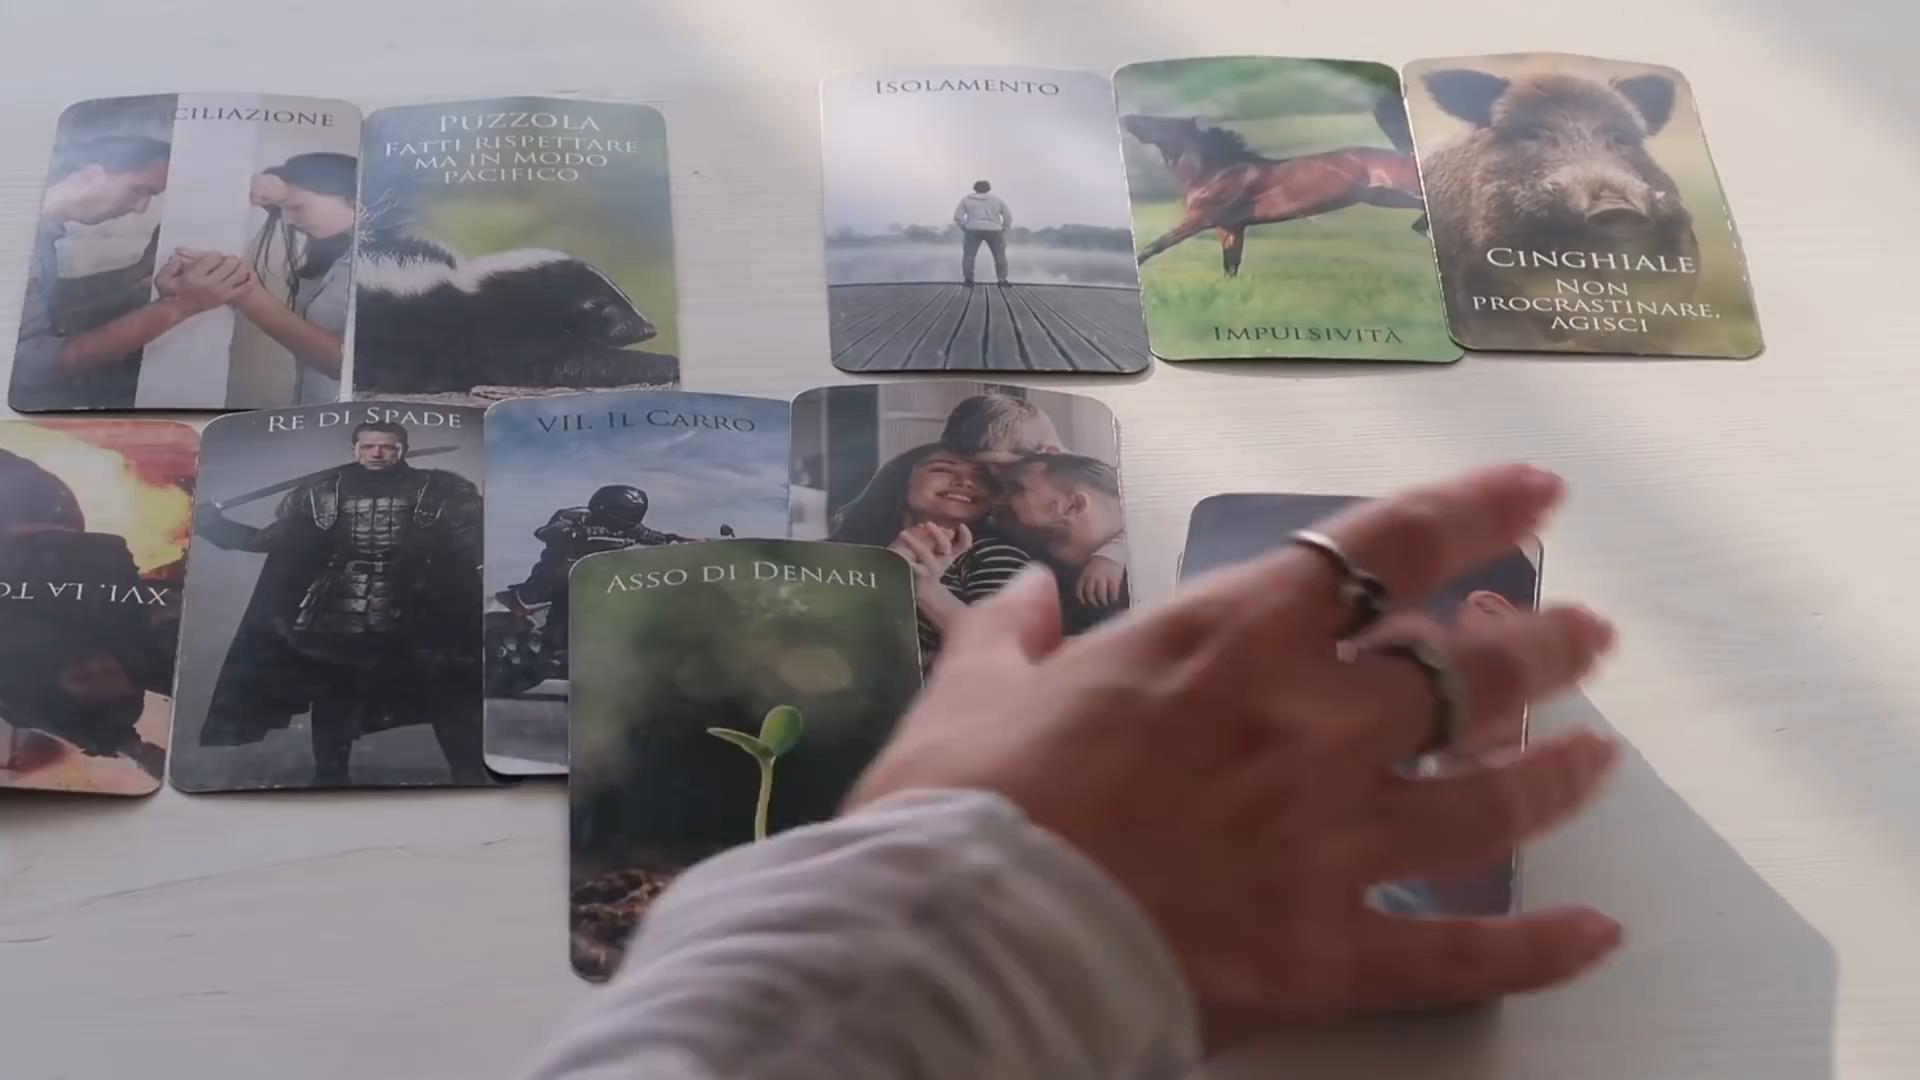 CILIAZIONE
PUZZOLA
FATTI RISPETTARE
MA IN MODO
PACIFICO
ISOLAMENTO
IMPULSIVITÀ
CINGHIALE
NON
PROCRASTINARE,
AGISCI
XVI. LA TO
RE DI SPADE
VII. IL CARRO
ASSO DI DENARI